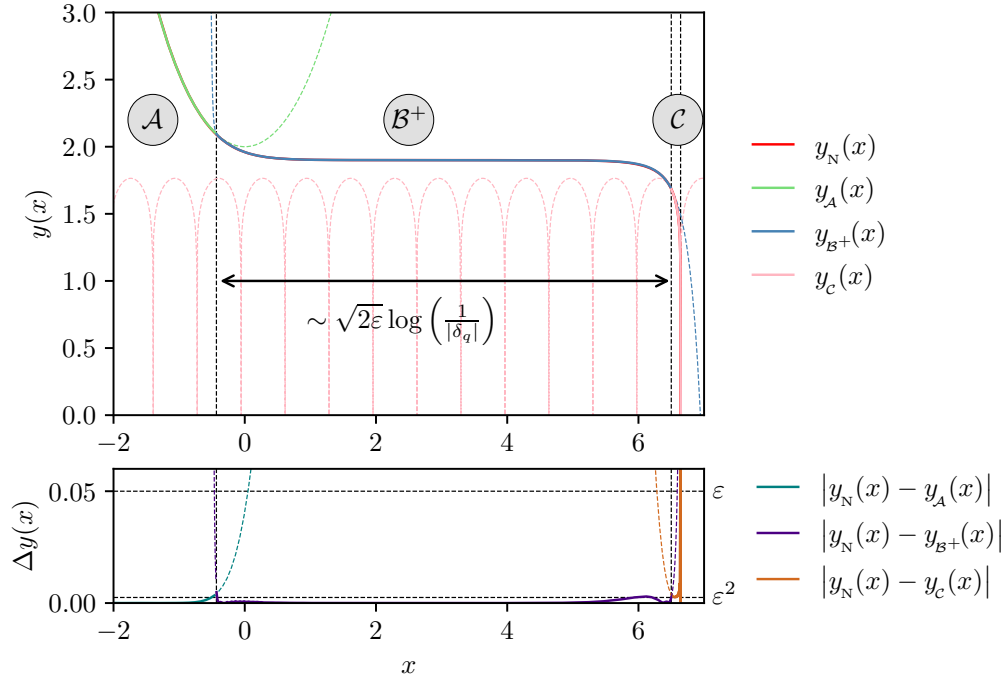 3.0
2.5
2.0
1.5
1.0
0.5
0.0
y(x)
𝒜
ℬ⁺
𝒞
∼ √2ε log (1/|δ_q|)
−2 0 2 4 6
y_N(x)
y_𝒜(x)
y_ℬ⁺(x)
y_𝒞(x)
0.05
0.00
Δy(x)
ε
ε²
−2 0 2 4 6
x
|y_N(x) − y_𝒜(x)|
|y_N(x) − y_ℬ⁺(x)|
|y_N(x) − y_𝒞(x)|